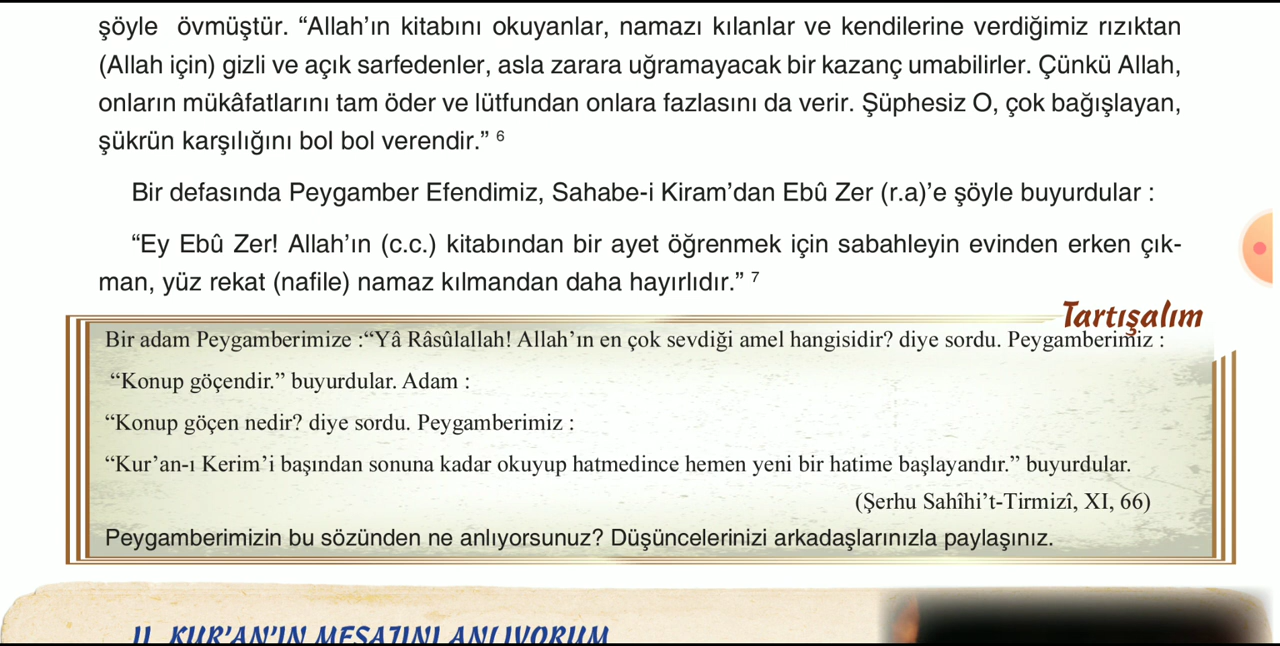 şöyle övmüştür. “Allah’ın kitabını okuyanlar, namazı kılanlar ve kendilerine verdiğimiz rızıktan
(Allah için) gizli ve açık sarfedenler, asla zarara uğramayacak bir kazanç umabilirler. Çünkü Allah,
onların mükâfatlarını tam öder ve lütfundan onlara fazlasını da verir. Şüphesiz O, çok bağışlayan,
şükrün karşılığını bol bol verendir.” 6
Bir defasında Peygamber Efendimiz, Sahabe-i Kiram’dan Ebû Zer (r.a)’e şöyle buyurdular :
“Ey Ebû Zer! Allah’ın (c.c.) kitabından bir ayet öğrenmek için sabahleyin evinden erken çık-
man, yüz rekat (nafile) namaz kılmandan daha hayırlıdır.” 7
Tartışalım
Bir adam Peygamberimize :“Yâ Râsûlallah! Allah’ın en çok sevdiği amel hangisidir? diye sordu. Peygamberimiz :
“Konup göçendir.” buyurdular. Adam :
“Konup göçen nedir? diye sordu. Peygamberimiz :
“Kur’an-ı Kerim’i başından sonuna kadar okuyup hatmedince hemen yeni bir hatime başlayandır.” buyurdular.
(Şerhu Sahîhi’t-Tirmizî, XI, 66)
Peygamberimizin bu sözünden ne anlıyorsunuz? Düşüncelerinizi arkadaşlarınızla paylaşınız.
II. KUR’AN’IN MESAJINI ANLIYORUM